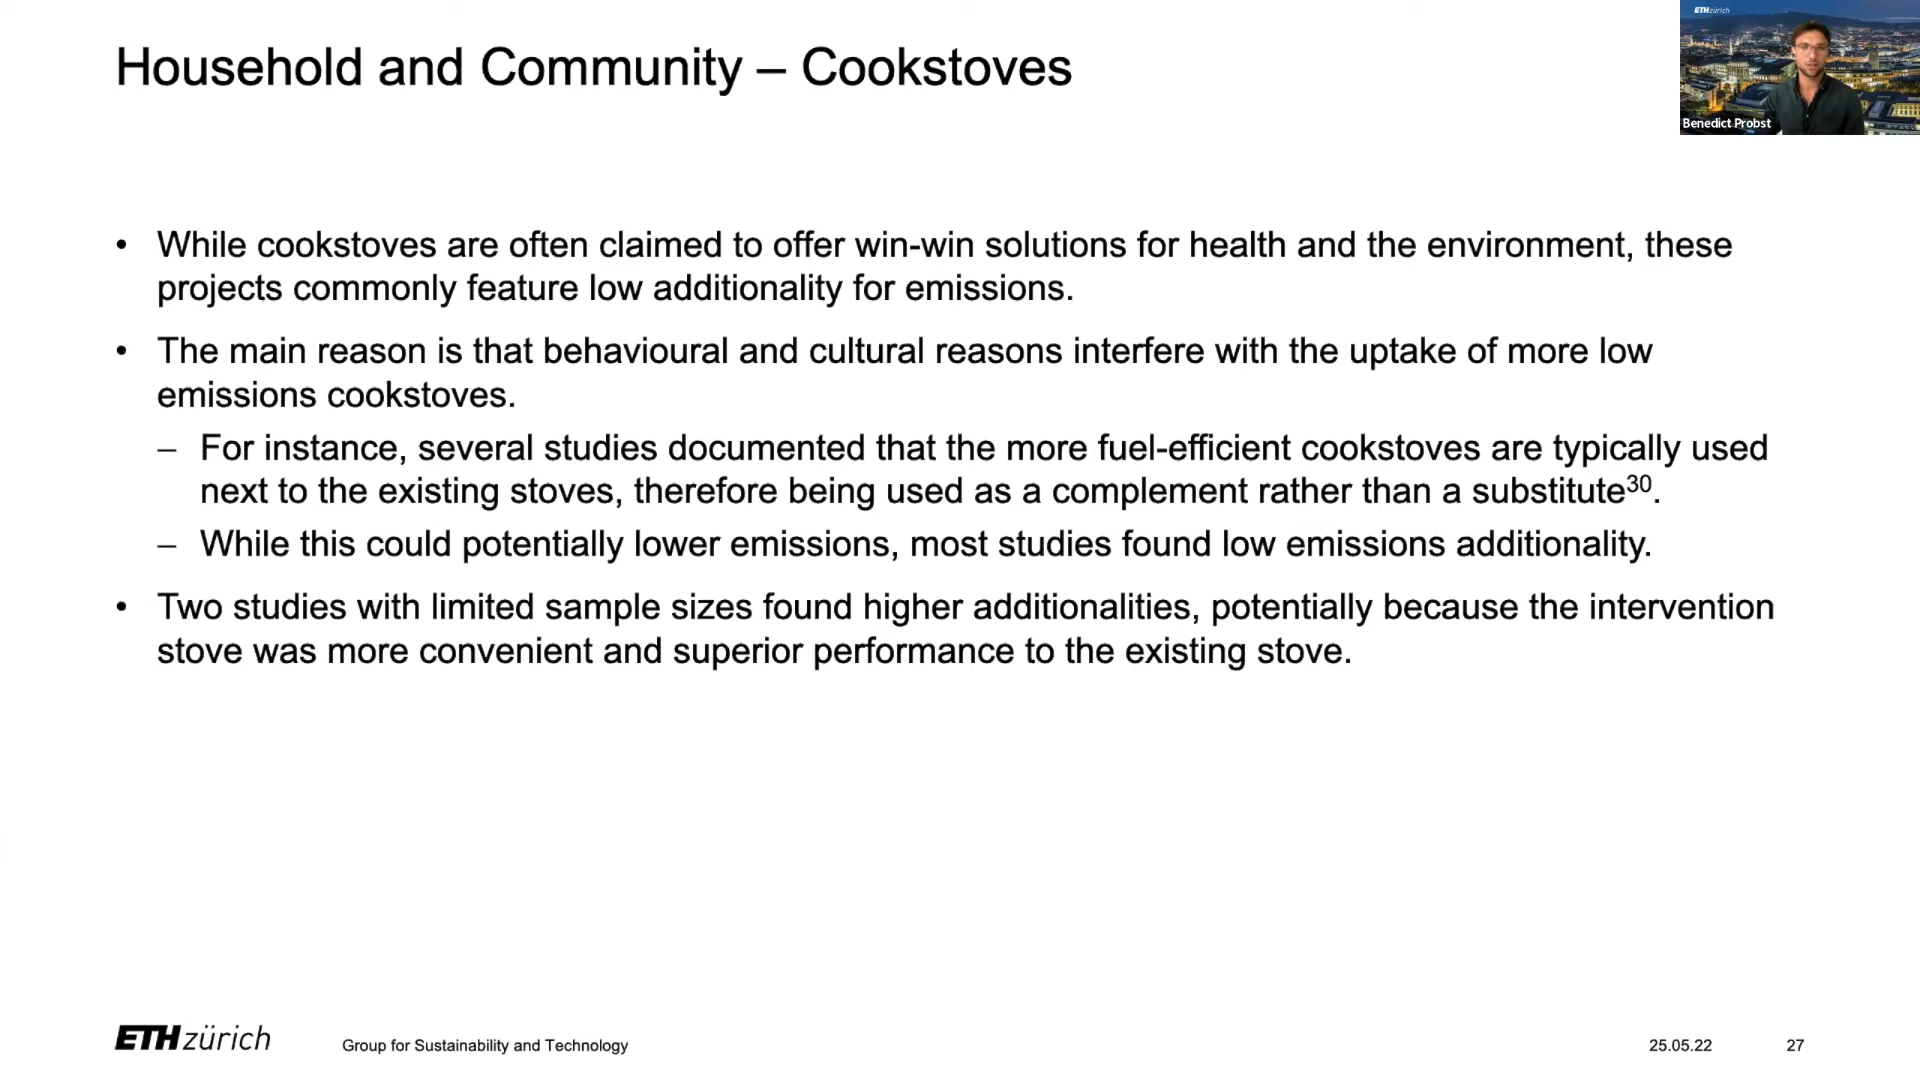 Household and Community – Cookstoves
ETH zürich
Benedict Probst
• While cookstoves are often claimed to offer win-win solutions for health and the environment, these
projects commonly feature low additionality for emissions.
• The main reason is that behavioural and cultural reasons interfere with the uptake of more low
emissions cookstoves.
– For instance, several studies documented that the more fuel-efficient cookstoves are typically used
next to the existing stoves, therefore being used as a complement rather than a substitute³⁰.
– While this could potentially lower emissions, most studies found low emissions additionality.
• Two studies with limited sample sizes found higher additionalities, potentially because the intervention
stove was more convenient and superior performance to the existing stove.
ETH zürich
Group for Sustainability and Technology
25.05.22
27